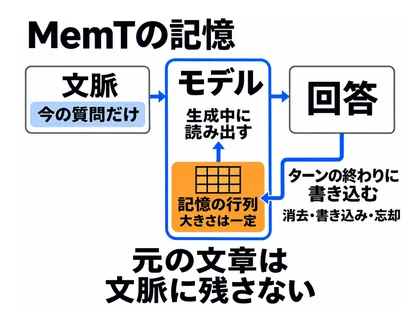 MemTの記憶
文脈
今の質問だけ
モデル
生成中に
読み出す
記憶の行列
大きさは一定
回答
ターンの終わりに
書き込む
消去・書き込み・忘却
元の文章は
文脈に残さない